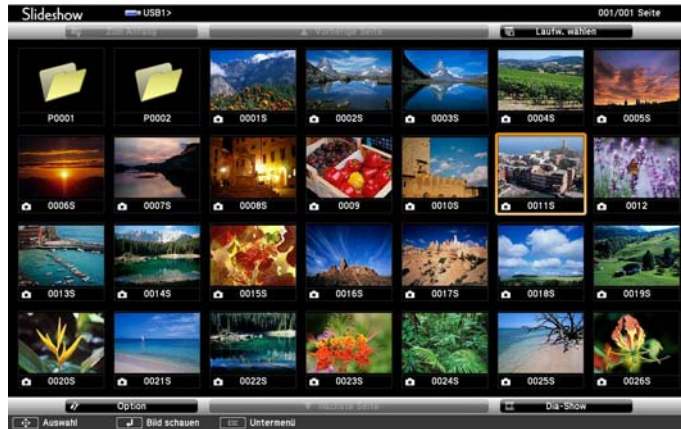 Slideshow USB1> 001/001 Seite
Zum Anfang ▲ Vorherige Seite Laufw. wählen
P0001 P0002 0001S 0002S 0003S 0004S 0005S
0006S 0007S 0008S 0009 0010S 0011S 0012
0013S 0014S 0015S 0016S 0017S 0018S 0019S
0020S 0021S 0022S 0023S 0024S 0025S 0026S
Option ▼ Nächste Seite Dia-Show
Auswahl Bild schauen ESC Untermenü